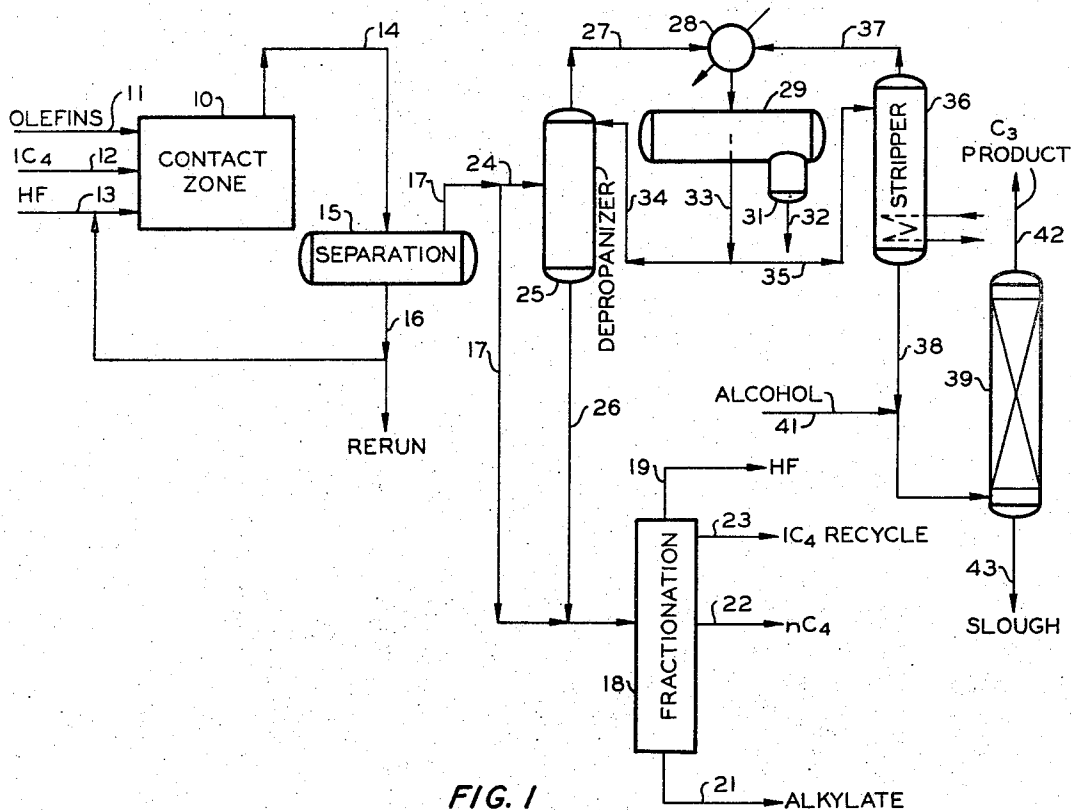 14
27
28
37
11
OLEFINS
10
IC4
12
HF
13
CONTACT
ZONE
29
36
C3
PRODUCT
STRIPPER
17
24
15
SEPARATION
34
33
31
32
35
42
25
DEPROPANIZER
16
17
26
38
39
ALCOHOL
41
RERUN
19
HF
23
IC4 RECYCLE
22
nC4
18
FRACTIONATION
43
SLOUGH
21
ALKYLATE
FIG. 1